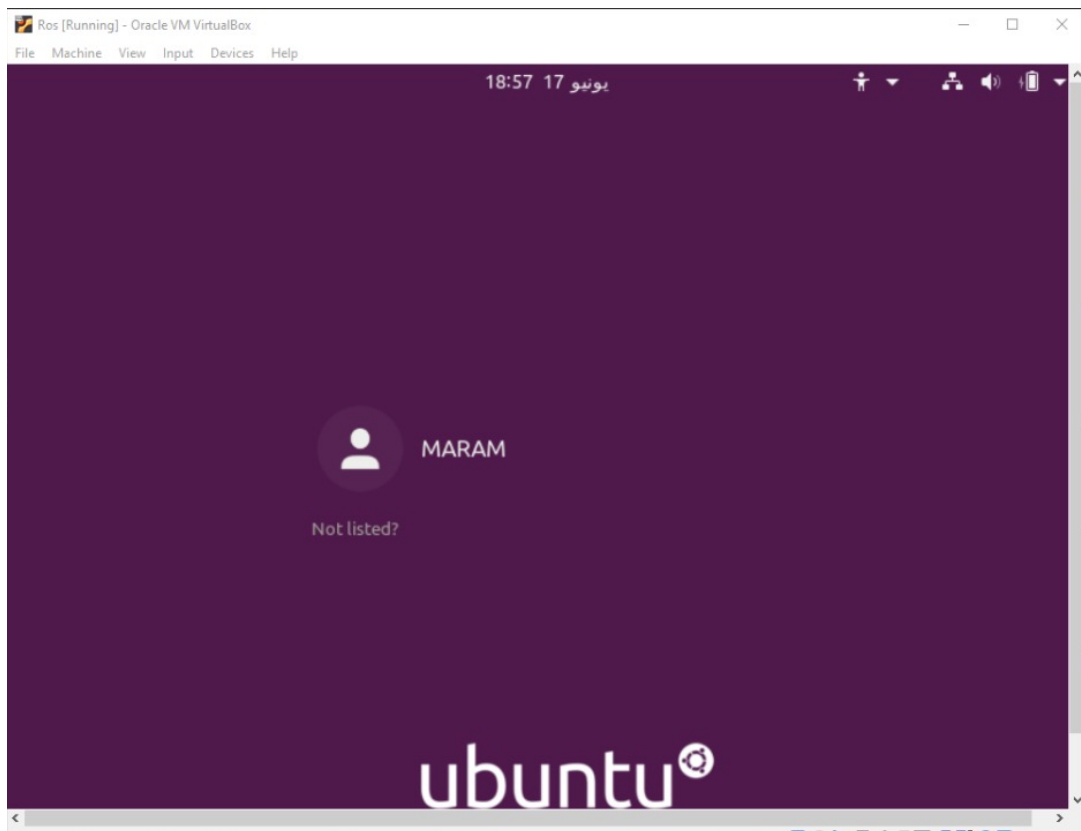 Ros [Running] - Oracle VM VirtualBox
File Machine View Input Devices Help
18:57 17 يونيو
MARAM
Not listed?
ubuntu